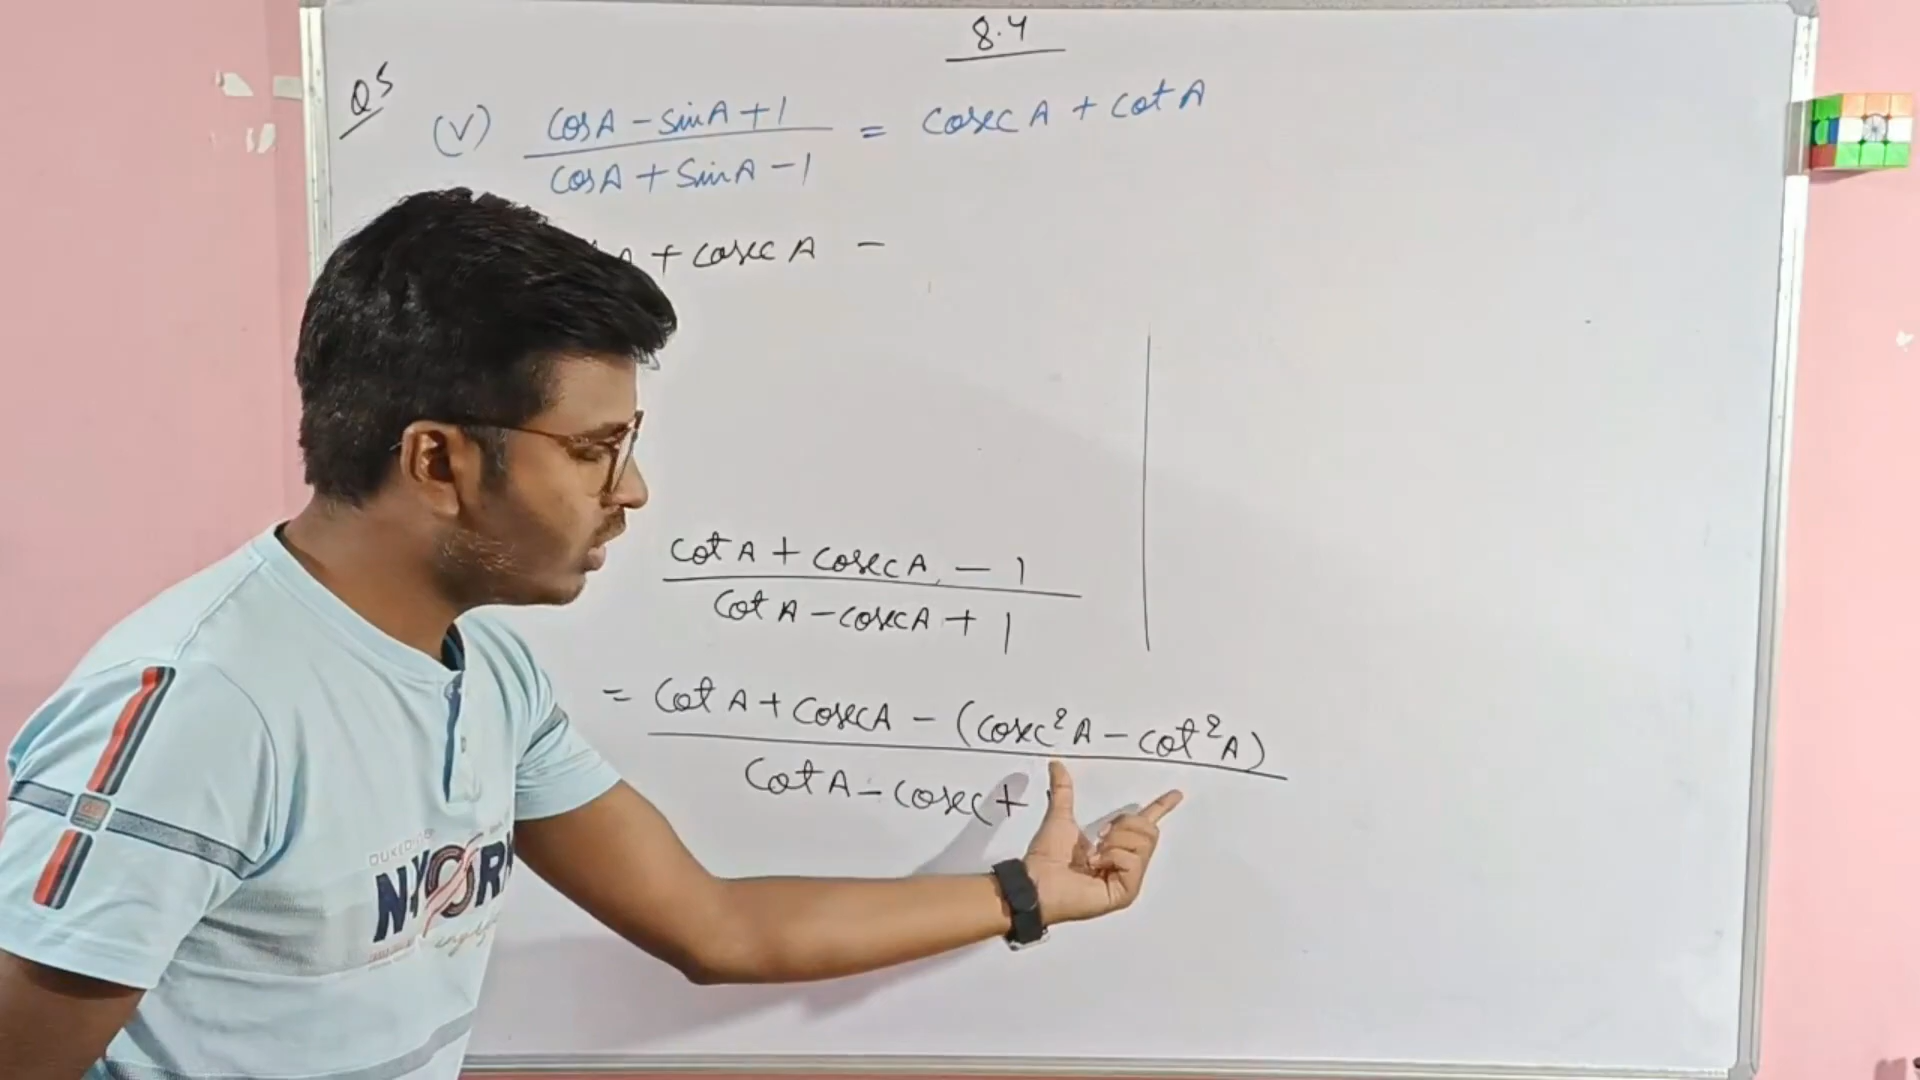 8.4
Q5
(V) cosA - sinA + 1 = cosec A + cot A
cosA + sinA - 1
A + cosec A -
cot A + cosec A - 1
cot A - cosec A + 1
= cot A + cosec A - (cosec²A - cot²A)
cot A - cosec +